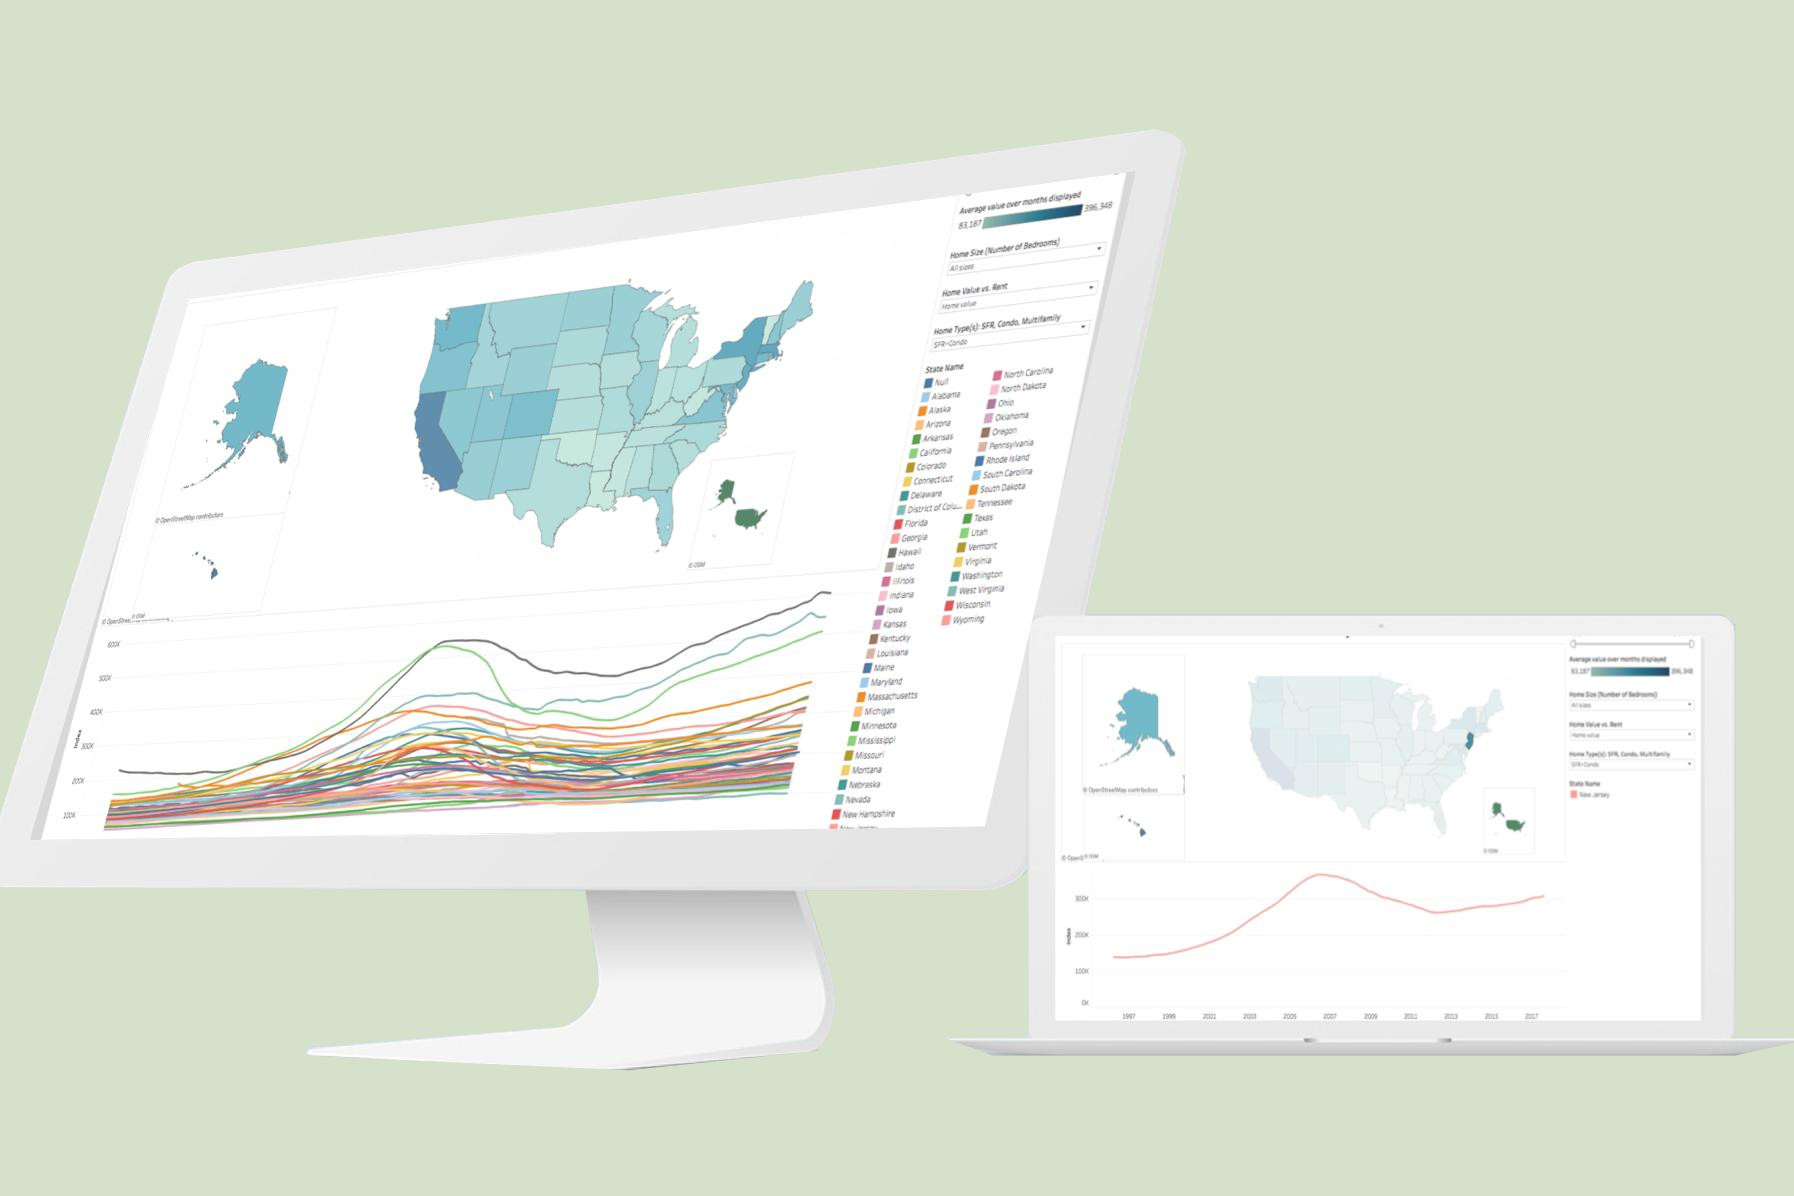 Average value over months displayed
83,187 396,348
Home Size (Number of Bedrooms)
All sizes
Home Value vs. Rent
Home value
Home Type(s): SFR, Condo, Multifamily
SFR+Condo
State Name
Null
Alabama
Alaska
Arizona
Arkansas
California
Colorado
Connecticut
Delaware
District of Colu...
Florida
Georgia
Hawaii
Idaho
Illinois
Indiana
Iowa
Kansas
Kentucky
Louisiana
Maine
Maryland
Massachusetts
Michigan
Minnesota
Mississippi
Missouri
Montana
Nebraska
Nevada
New Hampshire
North Carolina
North Dakota
Ohio
Oklahoma
Oregon
Pennsylvania
Rhode Island
South Carolina
South Dakota
Tennessee
Texas
Utah
Vermont
Virginia
Washington
West Virginia
Wisconsin
Wyoming
© OpenStreetMap contributors
© OSM
© OSM
600K
500K
400K
300K
200K
100K
Index
Average value over months displayed
83,187 396,348
Home Size (Number of Bedrooms)
All sizes
Home Value vs. Rent
Home value
Home Type(s): SFR, Condo, Multifamily
SFR+Condo
State Name
New Jersey
© OpenStreetMap contributors
© OSM
© OSM
300K
200K
100K
0K
Index
1997 1999 2001 2003 2005 2007 2009 2011 2013 2015 2017